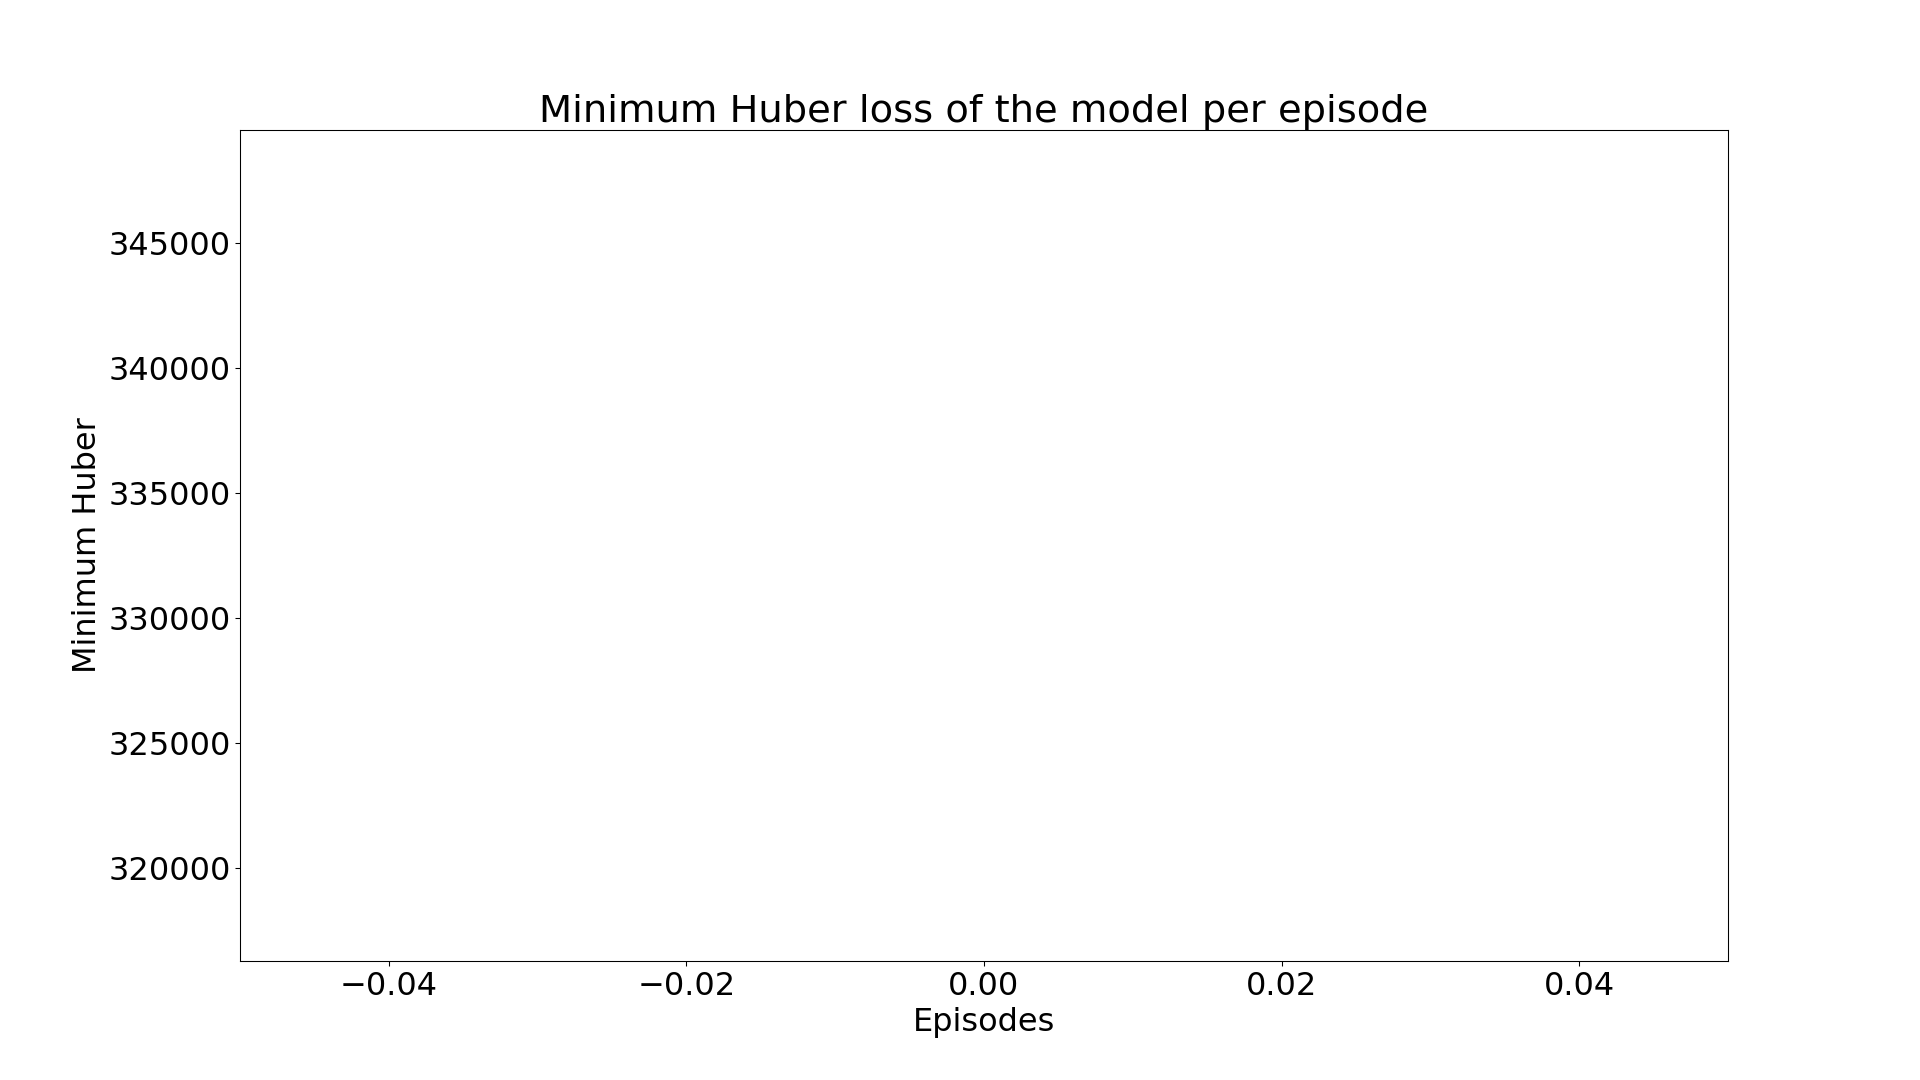 Minimum Huber loss of the model per episode
Minimum Huber
345000
340000
335000
330000
325000
320000
−0.04 −0.02 0.00 0.02 0.04
Episodes